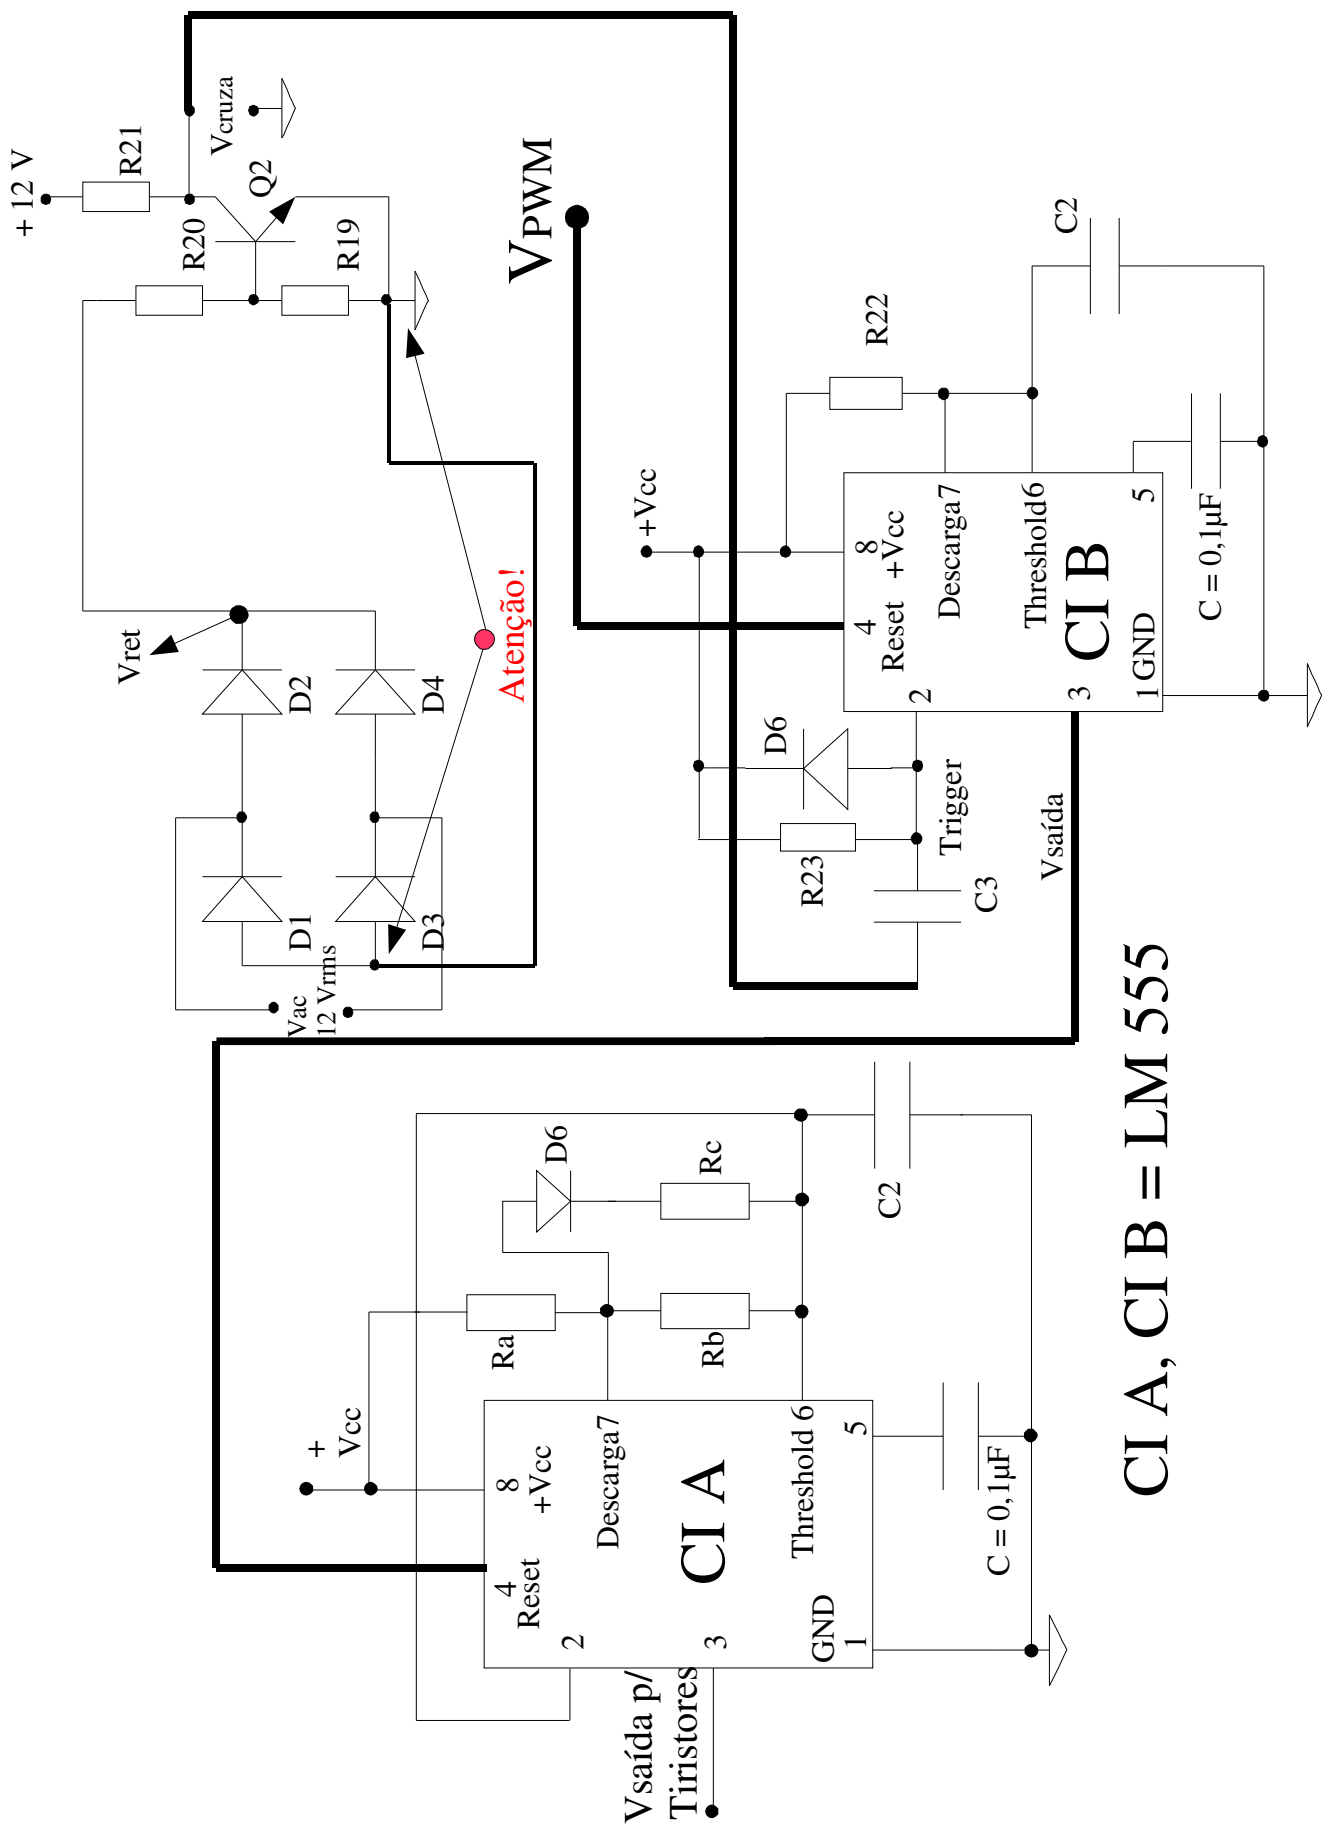 + 12 V
R21
Vcruza
Q2
R20
R19
VPWM
Vret
D2
D4
D1
D3
Vac
12 Vrms
Atenção!
C2
R22
+Vcc
8
+Vcc
4
Reset
Descarga7
Threshold6
5
CI B
2
3
1
GND
C = 0,1µF
D6
R23
Trigger
C3
Vsaída
D6
Rc
C2
Ra
Rb
+
Vcc
8
+Vcc
4
Reset
Descarga7
Threshold 6
5
CI A
2
3
GND
1
C = 0,1µF
Vsaída p/
Tiristores
CI A, CI B = LM 555